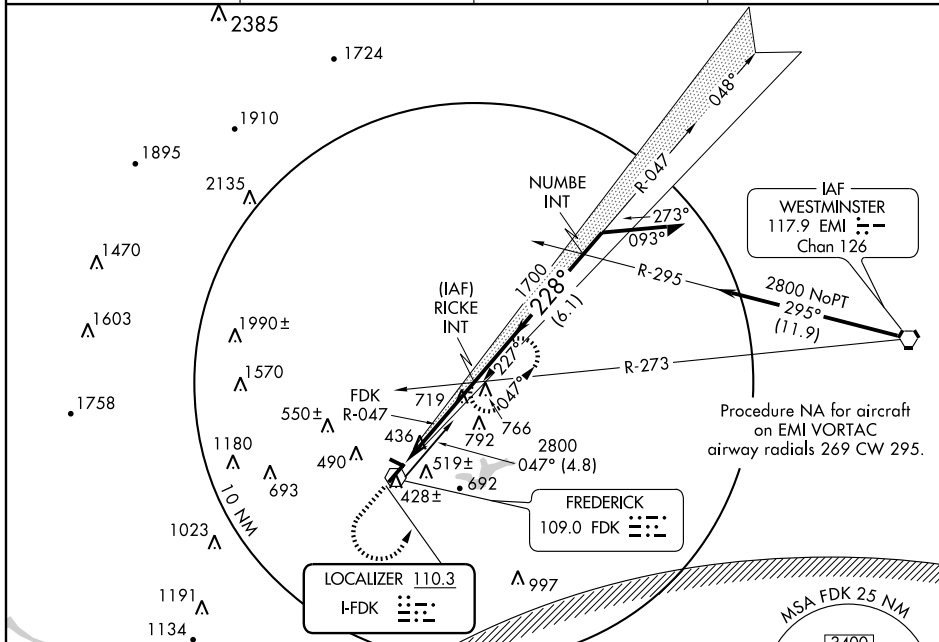 2385
1724
1910
1895
2135
1470
1603
1990±
1570
1758
550±
1180
490
693
1023
1191
1134
10 NM
048°
R-047
NUMBE
INT
273°
093°
IAF
WESTMINSTER
117.9 EMI
Chan 126
R-295
2800 NoPT
295°
(11.9)
1700
228°
(6.1)
(IAF)
RICKE
INT
227°
047°
R-273
FDK
R-047
719
766
792
436
519±
692
428±
2800
047° (4.8)
Procedure NA for aircraft
on EMI VORTAC
airway radials 269 CW 295.
FREDERICK
109.0 FDK
LOCALIZER 110.3
I-FDK
997
MSA FDK 25 NM
3400